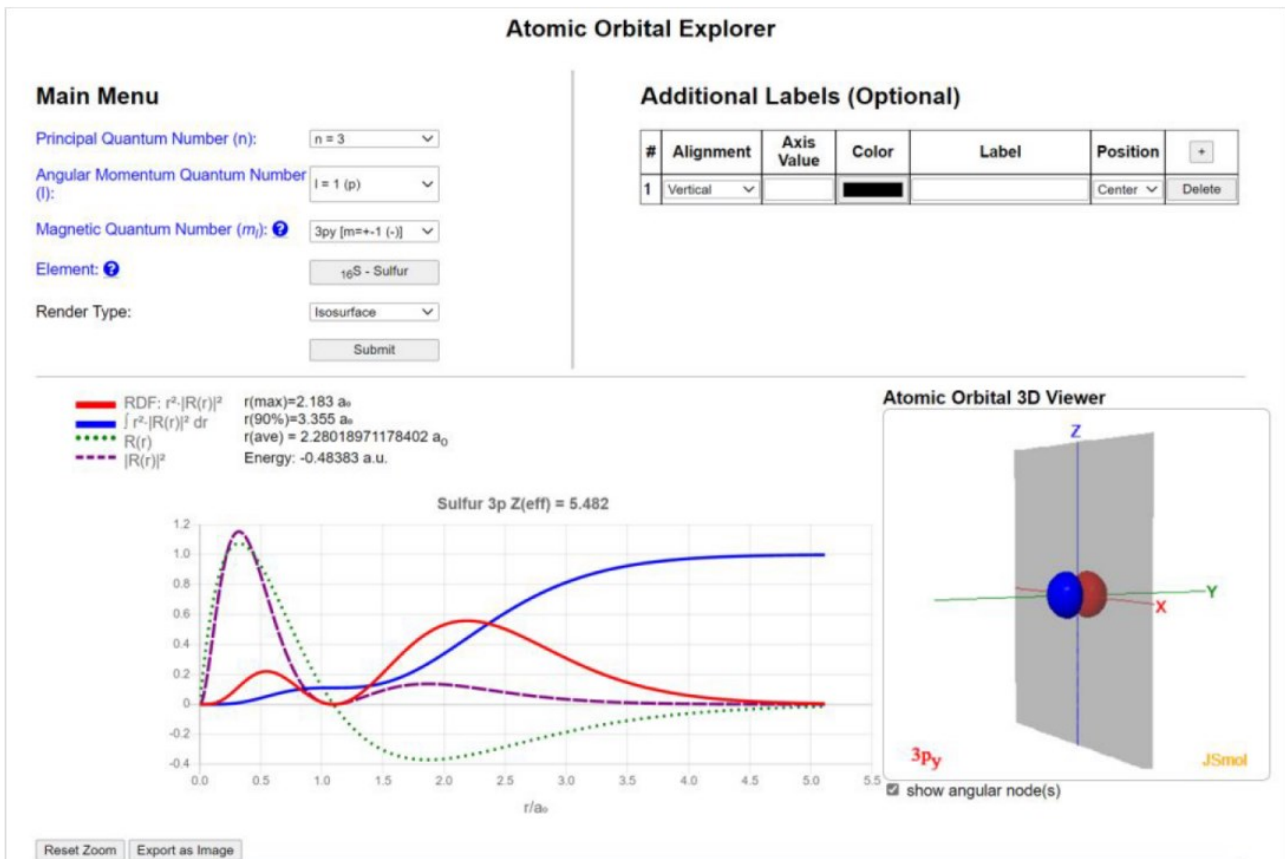 Atomic Orbital Explorer
Main Menu
Principal Quantum Number (n):
n = 3
Angular Momentum Quantum Number
(l):
l = 1 (p)
Magnetic Quantum Number (ml): ?
3py [m=+-1 (-)]
Element: ?
16S - Sulfur
Render Type:
Isosurface
Submit
Additional Labels (Optional)
# Alignment Axis Value Color Label Position +
1 Vertical Center Delete
RDF: r²·|R(r)|² r(max)=2.183 a₀
∫ r²·|R(r)|² dr r(90%)=3.355 a₀
R(r) r(ave) = 2.28018971178402 a₀
|R(r)|² Energy: -0.48383 a.u.
Sulfur 3p Z(eff) = 5.482
1.2
1.0
0.8
0.6
0.4
0.2
0
-0.2
-0.4
0.0 0.5 1.0 1.5 2.0 2.5 3.0 3.5 4.0 4.5 5.0 5.5
r/a₀
Atomic Orbital 3D Viewer
Z
Y
X
3py
JSmol
show angular node(s)
Reset Zoom Export as Image